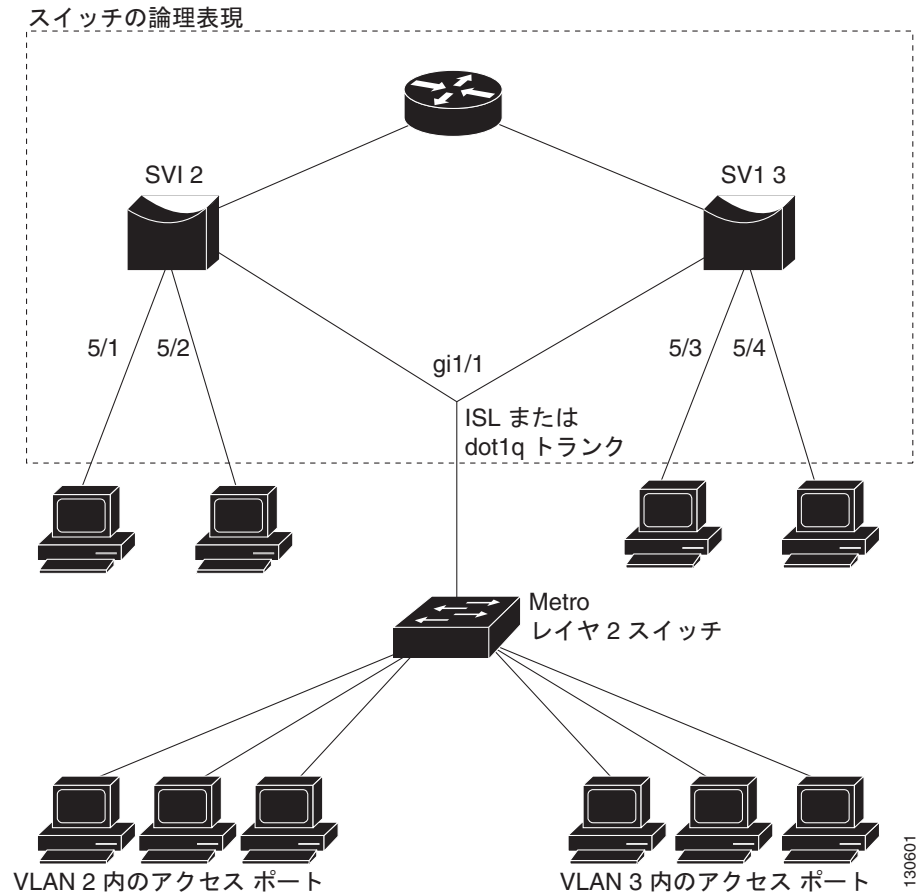 スイッチの論理表現
SVI 2
SV1 3
5/1
5/2
gi1/1
5/3
5/4
ISL または
dot1q トランク
Metro
レイヤ 2 スイッチ
VLAN 2 内のアクセス ポート
VLAN 3 内のアクセス ポート
130601